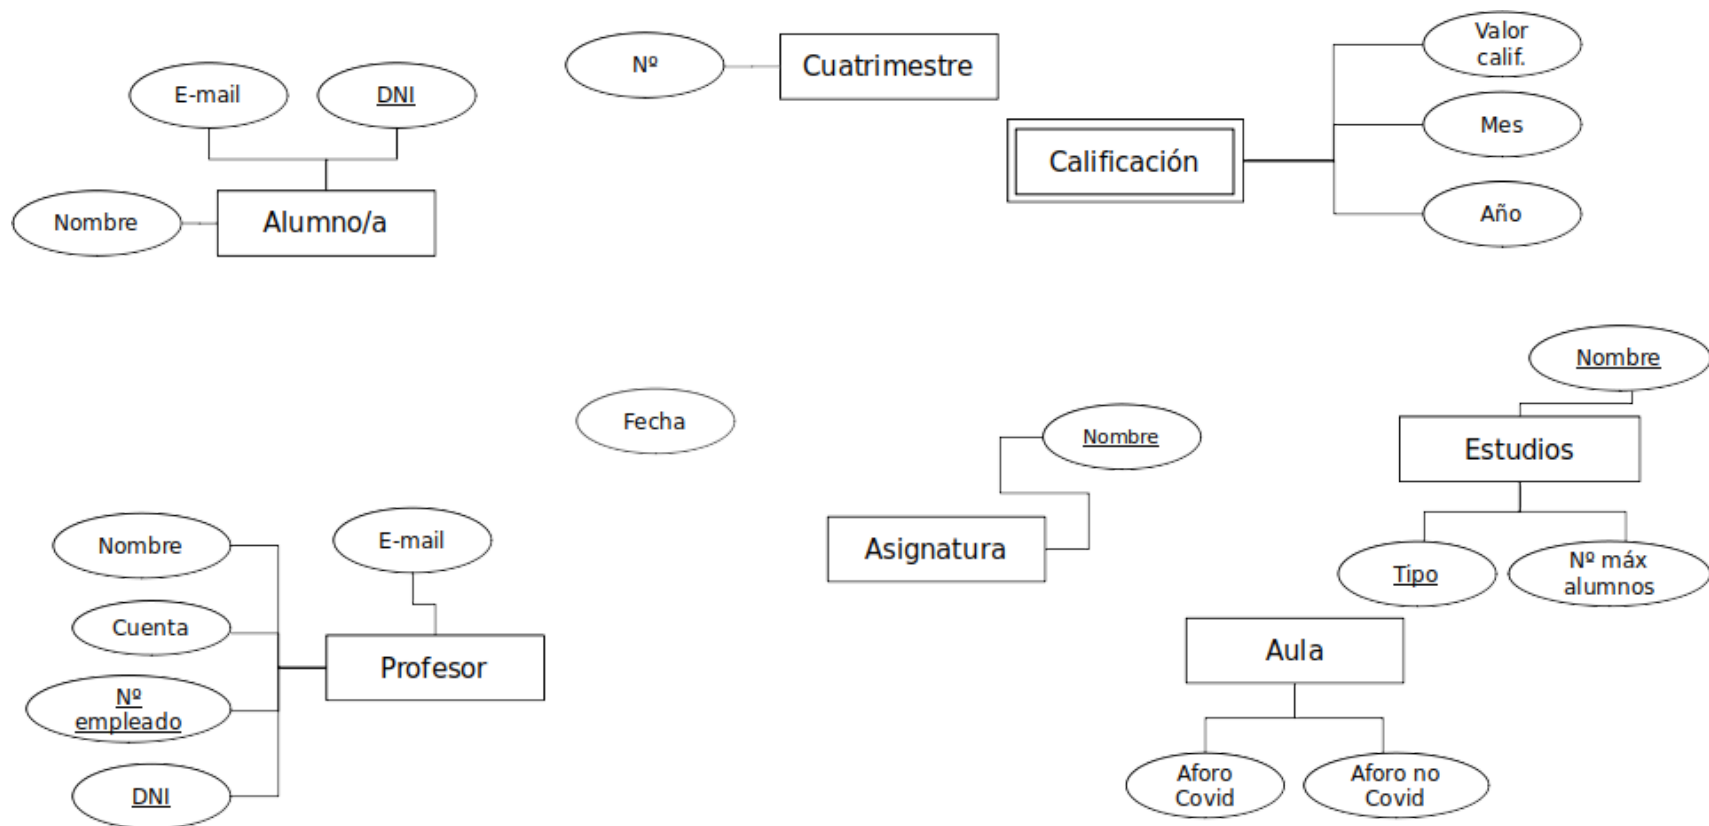 Nº
Cuatrimestre
Valor
calif.
E-mail
DNI
Mes
Calificación
Nombre
Alumno/a
Año
Nombre
Fecha
Nombre
Estudios
Nombre
E-mail
Asignatura
Tipo
Nº máx
alumnos
Cuenta
Profesor
Aula
Nº
empleado
DNI
Aforo
Covid
Aforo no
Covid